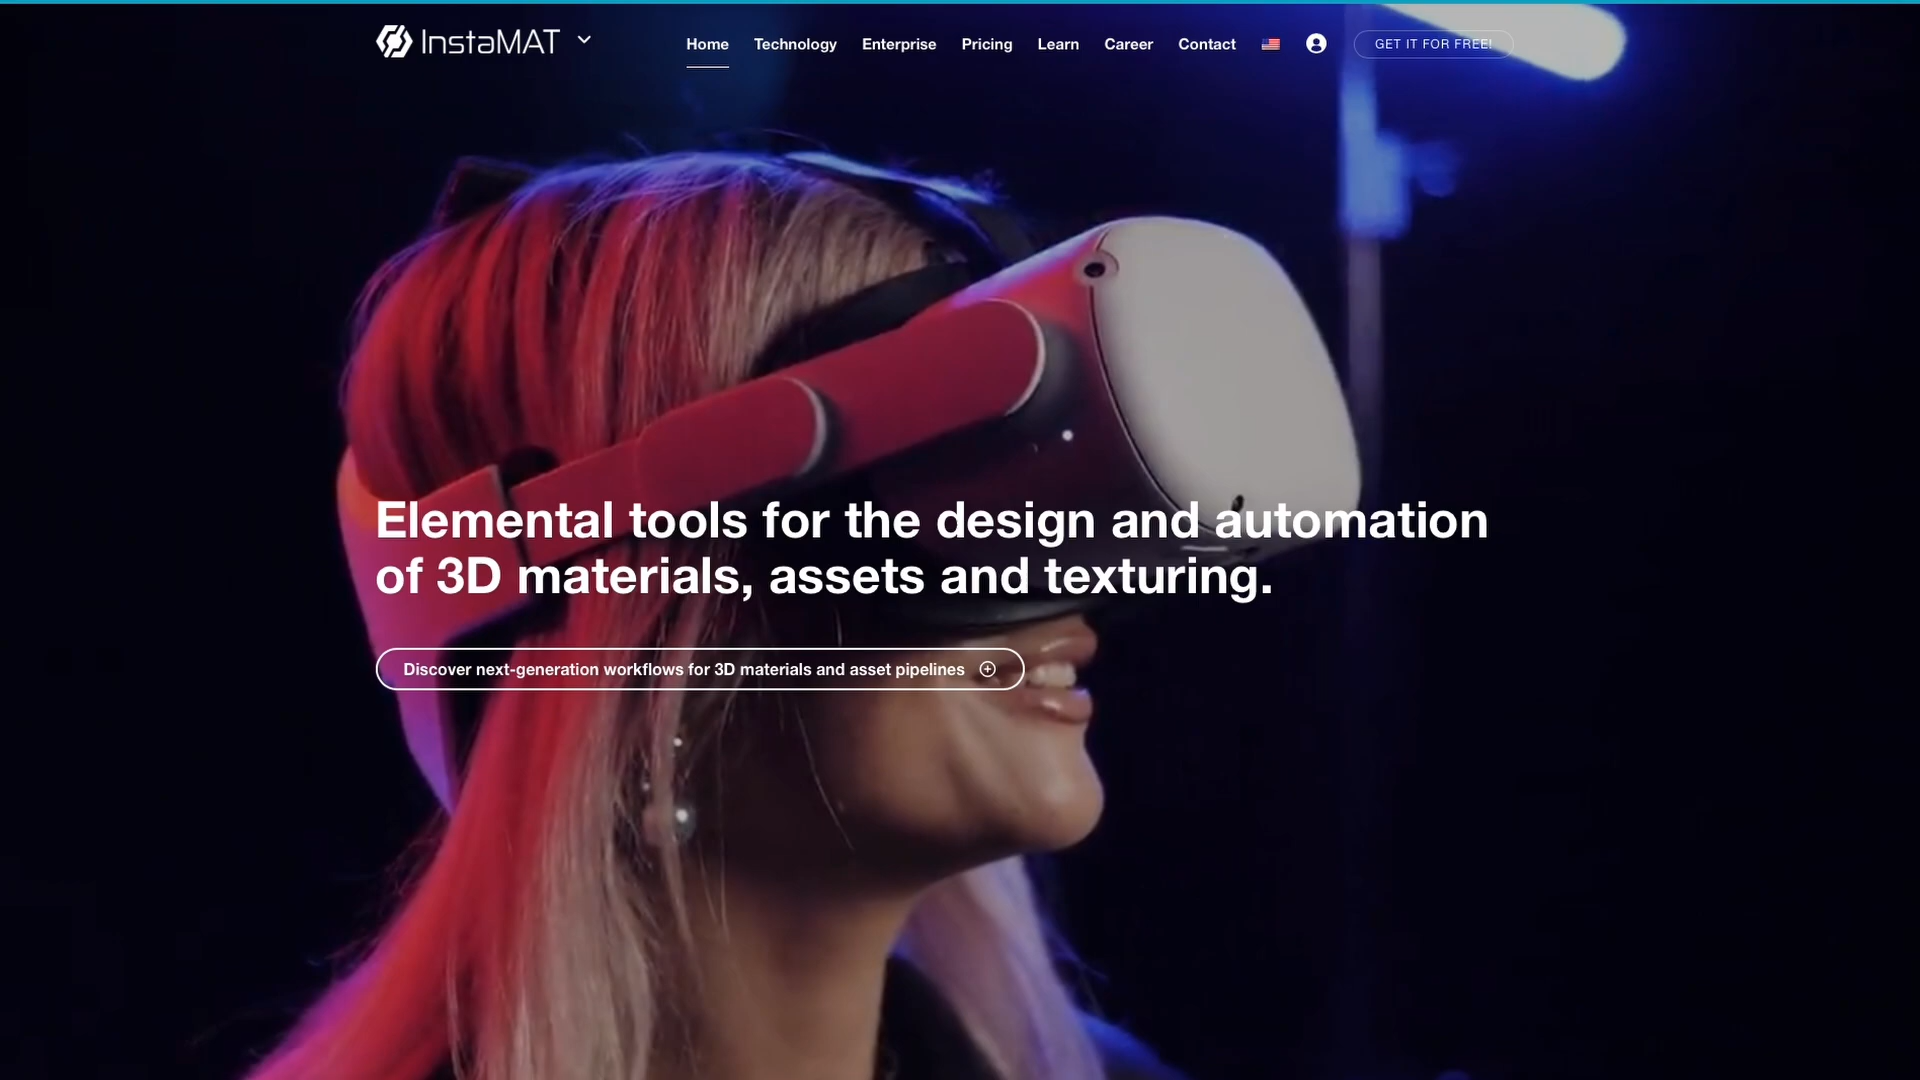 InstaMAT
Home Technology Enterprise Pricing Learn Career Contact GET IT FOR FREE!
Elemental tools for the design and automation
of 3D materials, assets and texturing.
Discover next-generation workflows for 3D materials and asset pipelines